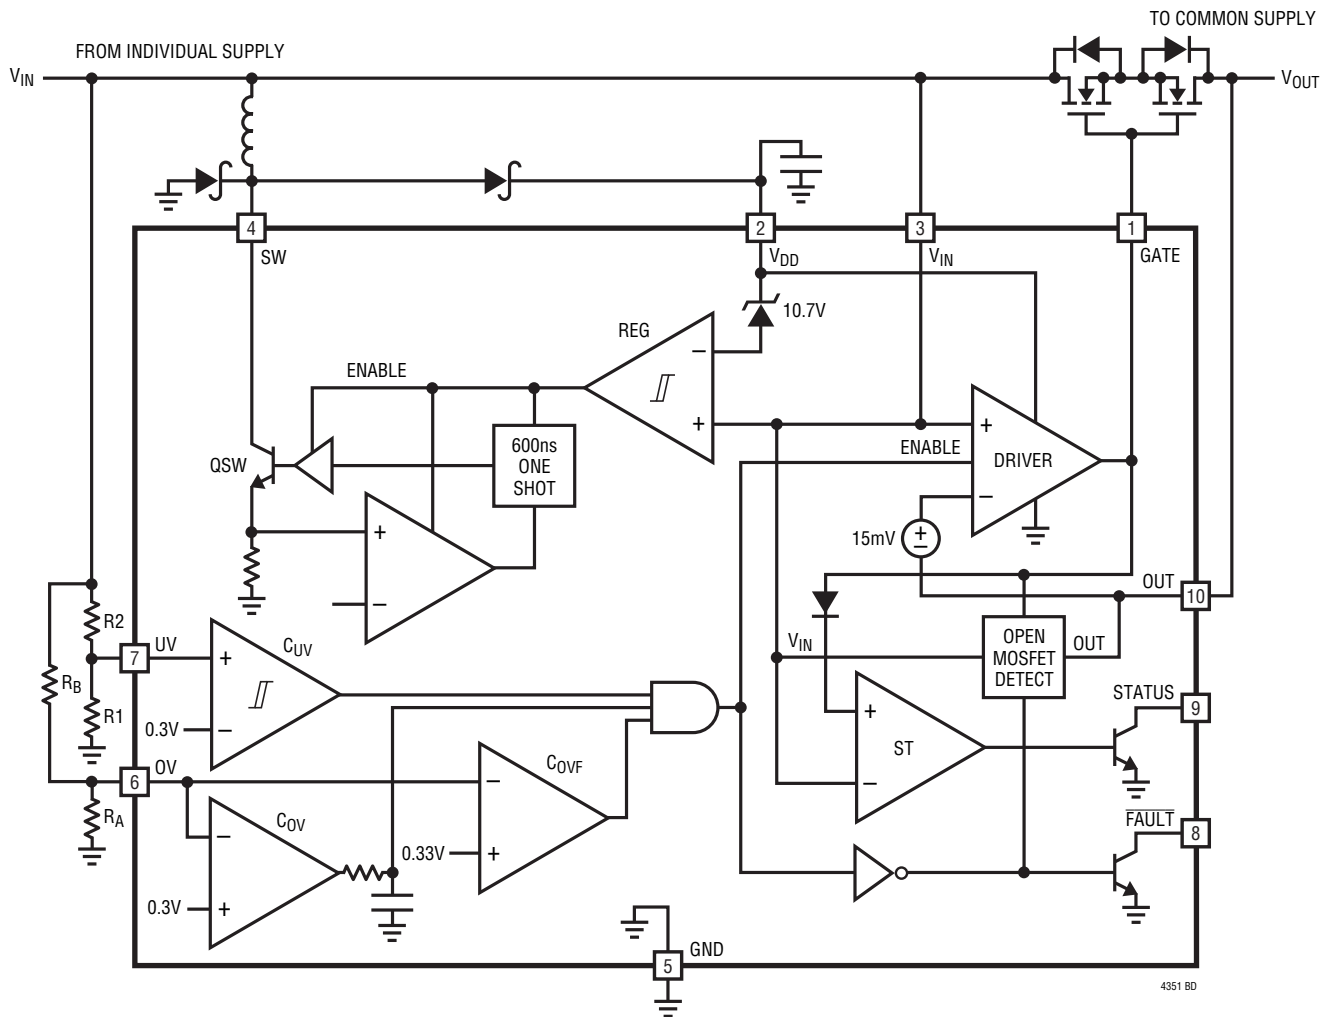 TO COMMON SUPPLY
FROM INDIVIDUAL SUPPLY
VIN
VOUT
4
2
3
1
SW
VDD
VIN
GATE
10.7V
REG
−
ENABLE
+
+
600ns
ONE
SHOT
ENABLE
DRIVER
QSW
−
+
15mV
+
−
OUT
10
−
R2
OPEN
MOSFET
DETECT
VIN
OUT
7
UV
CUV
+
RB
STATUS
9
R1
0.3V
−
+
ST
6
OV
COVF
−
−
RA
COV
FAULT
8
−
0.33V
+
0.3V
+
GND
5
4351 BD